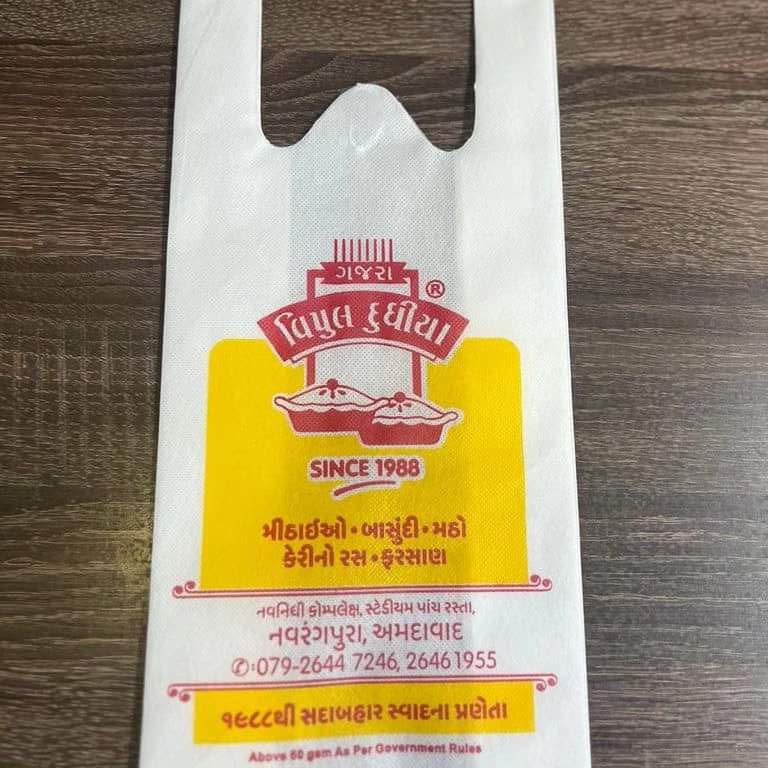 ગજરા
®
વિપુલ દુધીયા
SINCE 1988
મીઠાઈઓ • બાસુંદી • મઠો
કેરીનો રસ • ફરસાણ
નવનિધી કોમ્પલેક્ષ, સ્ટેડીયમ પાંચ રસ્તા,
નવરંગપુરા, અમદાવાદ
✆:079-2644 7246, 2646 1955
૧૯૮૮થી સદાબહાર સ્વાદના પ્રણેતા
Above 60 gsm As Per Government Rules